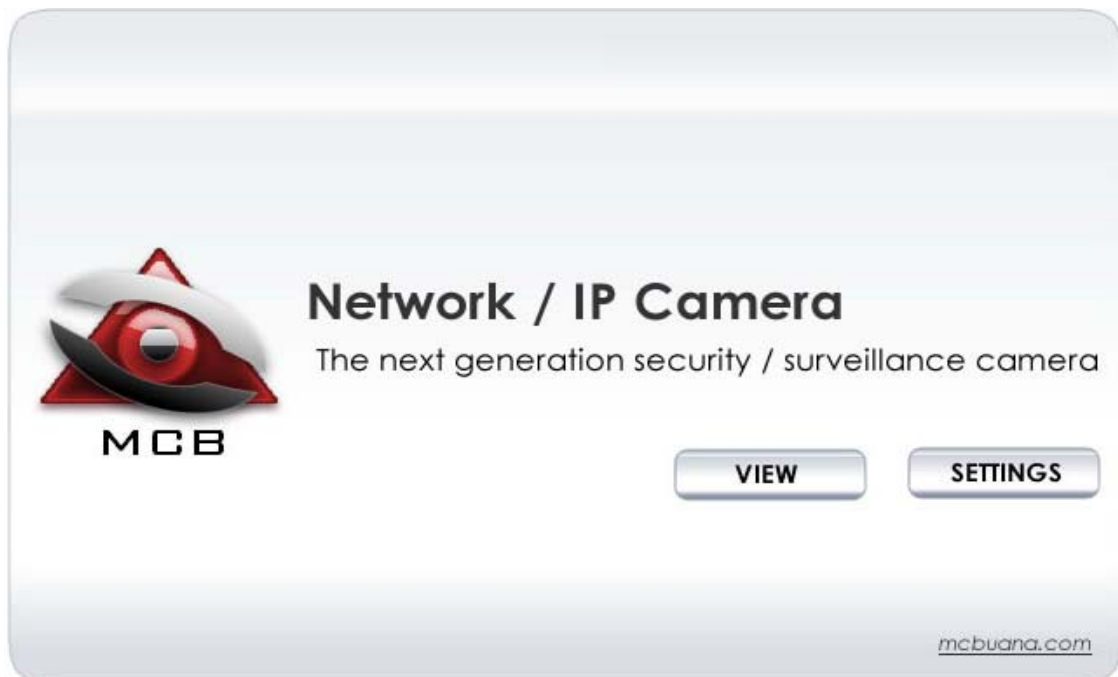 Network / IP Camera
The next generation security / surveillance camera
MCB
VIEW
SETTINGS
mcbuana.com